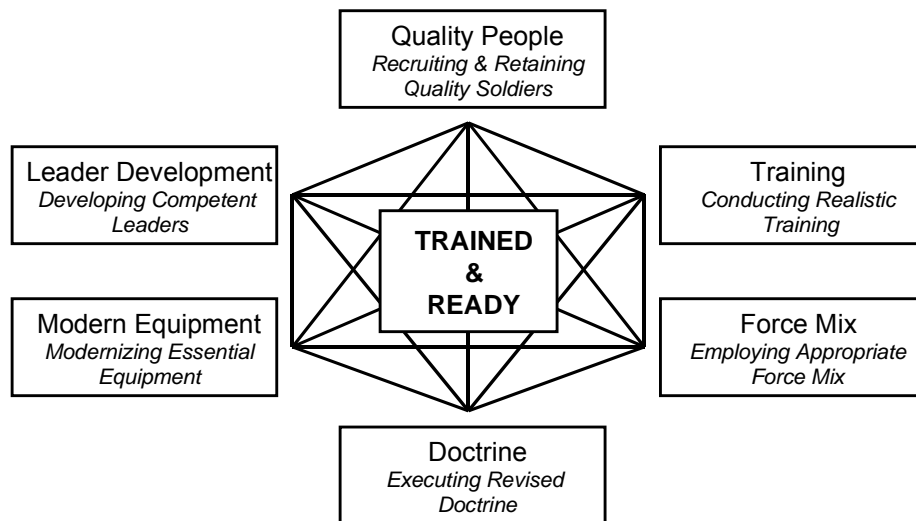 Quality People
Recruiting & Retaining
Quality Soldiers
Leader Development
Developing Competent
Leaders
Training
Conducting Realistic
Training
TRAINED
&
READY
Modern Equipment
Modernizing Essential
Equipment
Force Mix
Employing Appropriate
Force Mix
Doctrine
Executing Revised
Doctrine